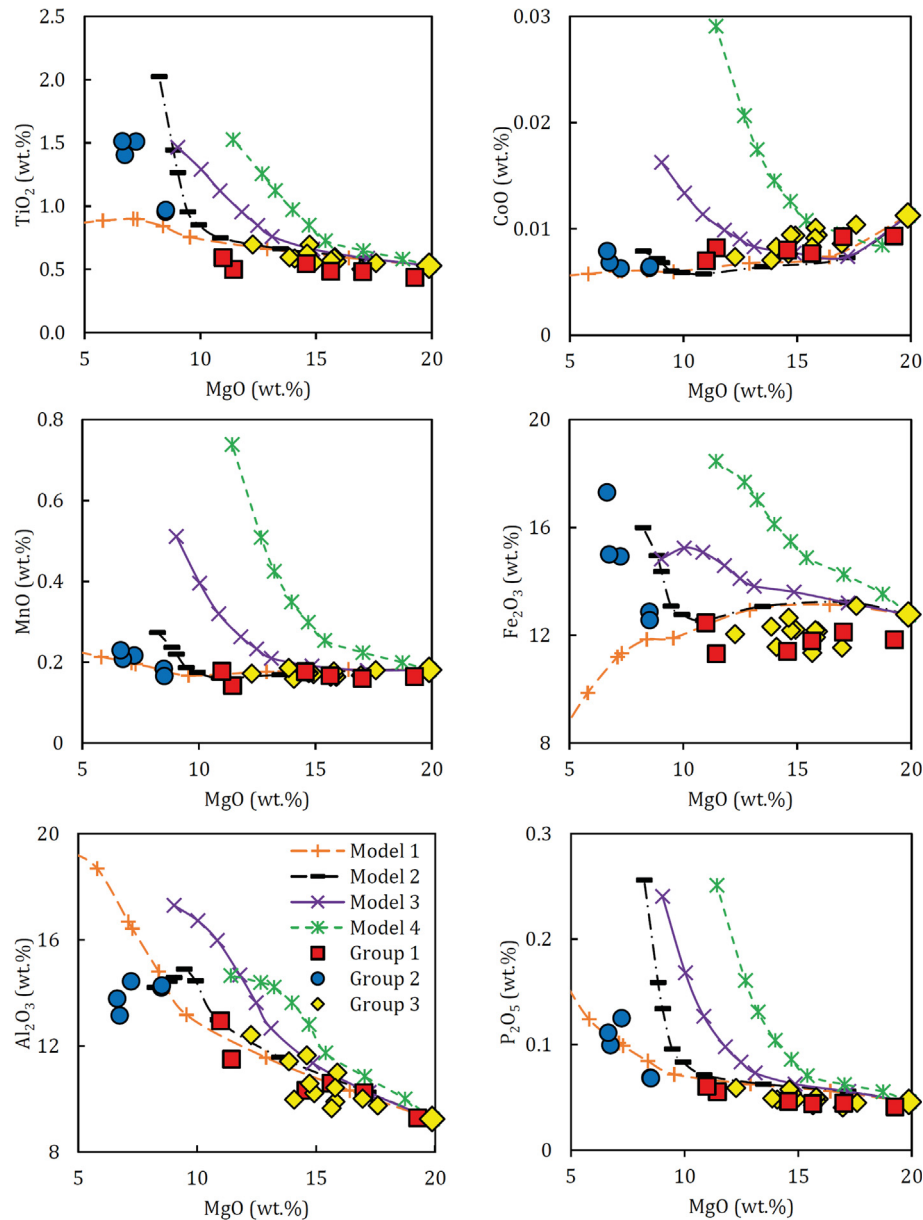 2.5
2.0
1.5
1.0
0.5
0.0
TiO₂ (wt.%)
5 10 15 20
MgO (wt.%)
0.03
0.02
0.01
0
CoO (wt.%)
5 10 15 20
MgO (wt.%)
0.8
0.6
0.4
0.2
0
MnO (wt.%)
5 10 15 20
MgO (wt.%)
20
16
12
8
Fe₂O₃ (wt.%)
5 10 15 20
MgO (wt.%)
20
16
12
8
Al₂O₃ (wt.%)
5 10 15 20
MgO (wt.%)
Model 1
Model 2
Model 3
Model 4
Group 1
Group 2
Group 3
0.3
0.2
0.1
0
P₂O₅ (wt.%)
5 10 15 20
MgO (wt.%)